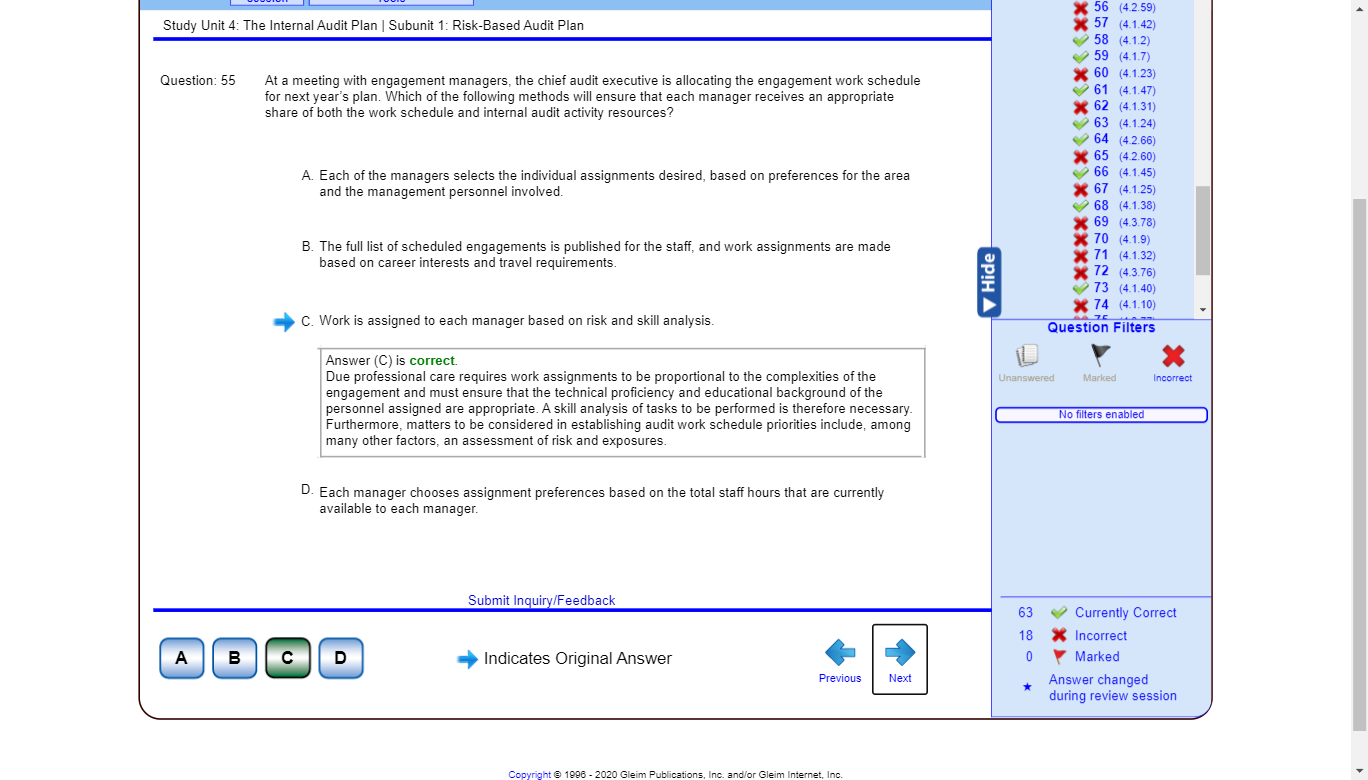 Study Unit 4: The Internal Audit Plan | Subunit 1: Risk-Based Audit Plan
Question: 55
At a meeting with engagement managers, the chief audit executive is allocating the engagement work schedule
for next year's plan. Which of the following methods will ensure that each manager receives an appropriate
share of both the work schedule and internal audit activity resources?
A. Each of the managers selects the individual assignments desired, based on preferences for the area
and the management personnel involved.
B. The full list of scheduled engagements is published for the staff, and work assignments are made
based on career interests and travel requirements.
C. Work is assigned to each manager based on risk and skill analysis.
Answer (C) is correct.
Due professional care requires work assignments to be proportional to the complexities of the
engagement and must ensure that the technical proficiency and educational background of the
personnel assigned are appropriate. A skill analysis of tasks to be performed is therefore necessary.
Furthermore, matters to be considered in establishing audit work schedule priorities include, among
many other factors, an assessment of risk and exposures.
D. Each manager chooses assignment preferences based on the total staff hours that are currently
available to each manager.
Submit Inquiry/Feedback
A B C D
Indicates Original Answer
Previous
Next
Hide
56 (4.2.59)
57 (4.1.42)
58 (4.1.2)
59 (4.1.7)
60 (4.1.23)
61 (4.1.47)
62 (4.1.31)
63 (4.1.24)
64 (4.2.66)
65 (4.2.60)
66 (4.1.45)
67 (4.1.25)
68 (4.1.38)
69 (4.3.78)
70 (4.1.9)
71 (4.1.32)
72 (4.3.76)
73 (4.1.40)
74 (4.1.10)
Question Filters
Unanswered
Marked
Incorrect
No filters enabled
63 Currently Correct
18 Incorrect
0 Marked
Answer changed
during review session
Copyright © 1996 - 2020 Gleim Publications, Inc. and/or Gleim Internet, Inc.